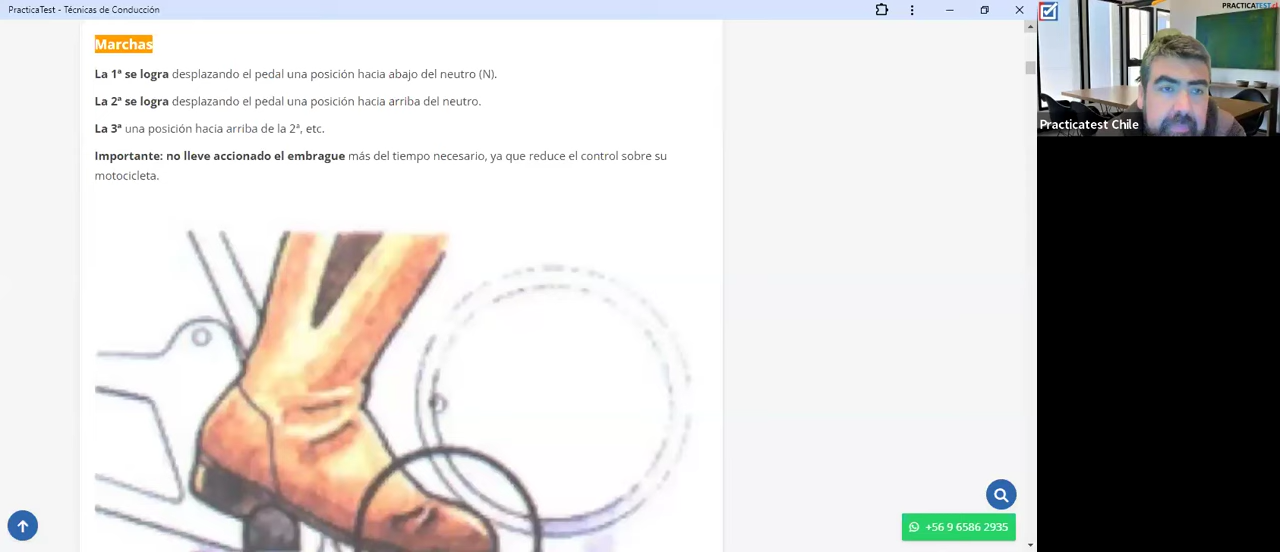 PracticaTest - Técnicas de Conducción
PRACTICATEST.cl
Marchas
La 1ª se logra desplazando el pedal una posición hacia abajo del neutro (N).
La 2ª se logra desplazando el pedal una posición hacia arriba del neutro.
La 3ª una posición hacia arriba de la 2ª, etc.
Importante: no lleve accionado el embrague más del tiempo necesario, ya que reduce el control sobre su
motocicleta.
Practicatest Chile
+56 9 6586 2935